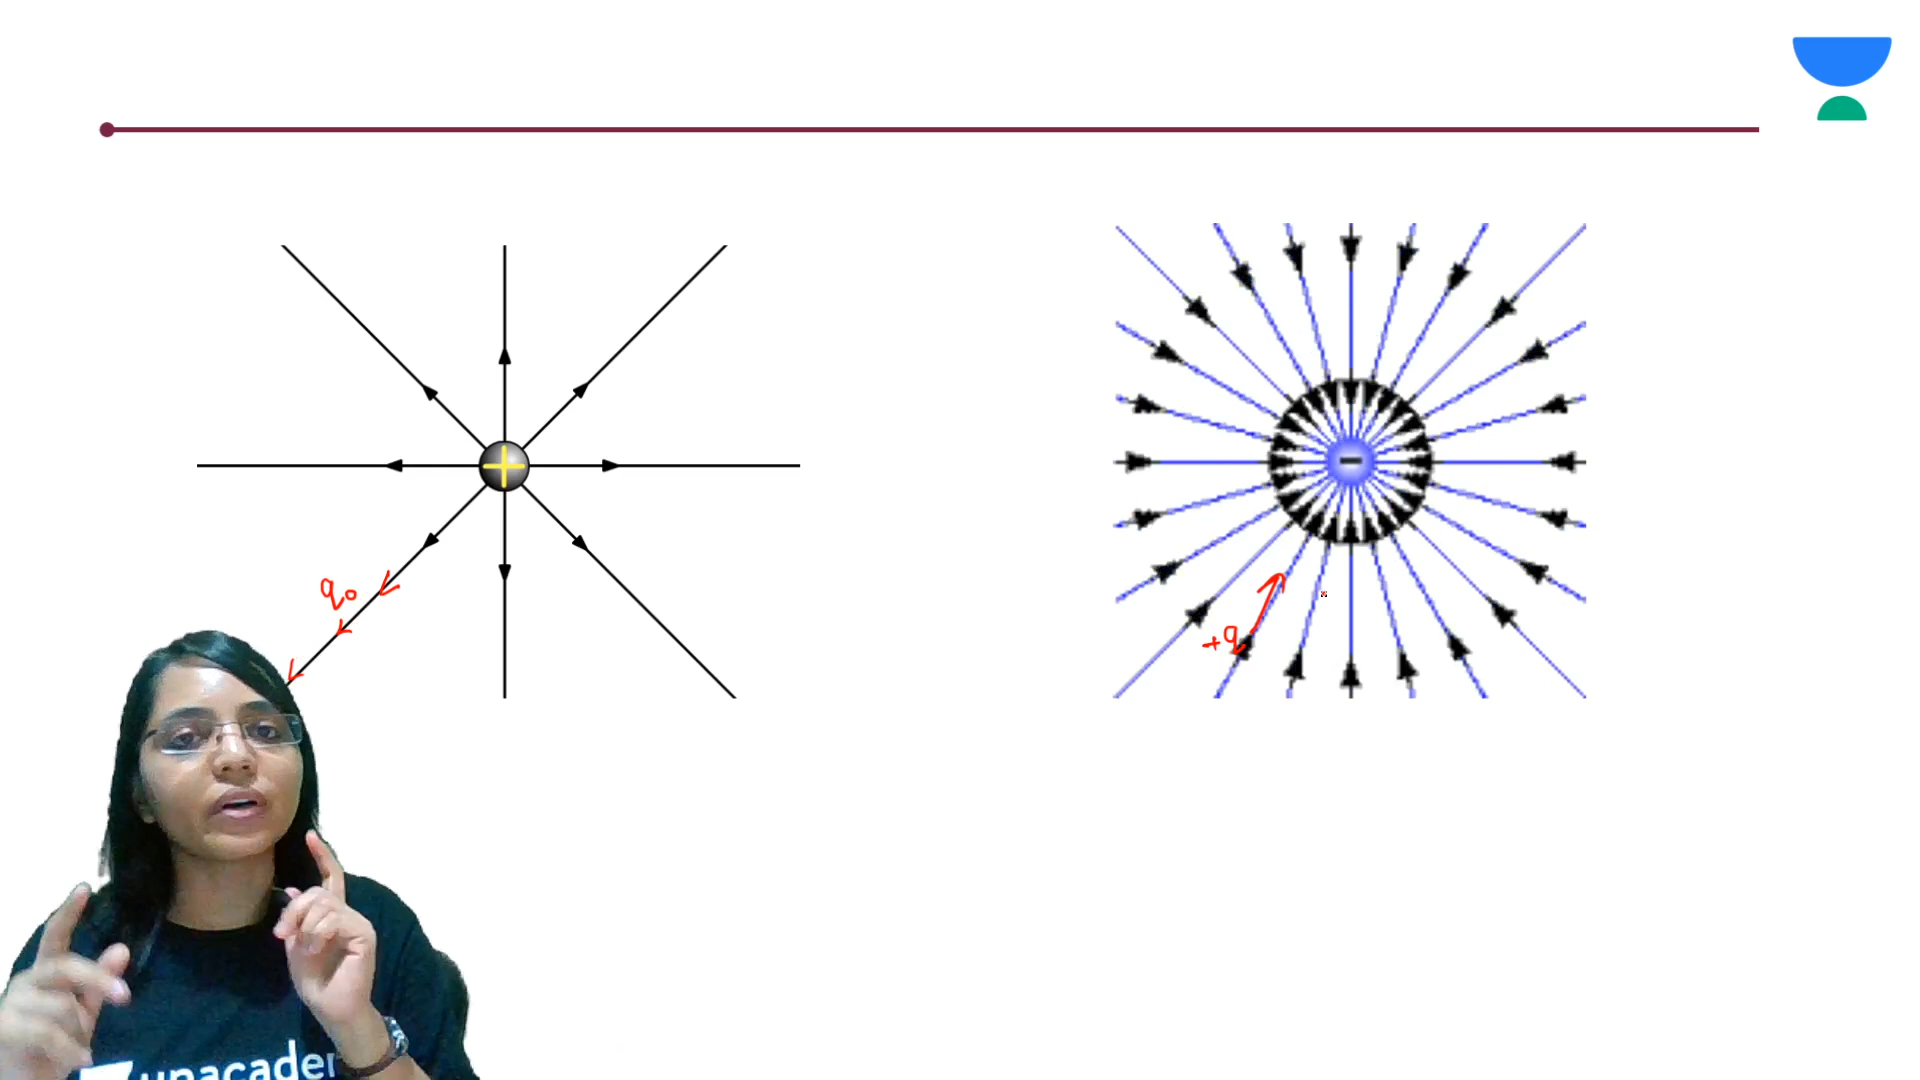 +
-
q₀
+q
unacader